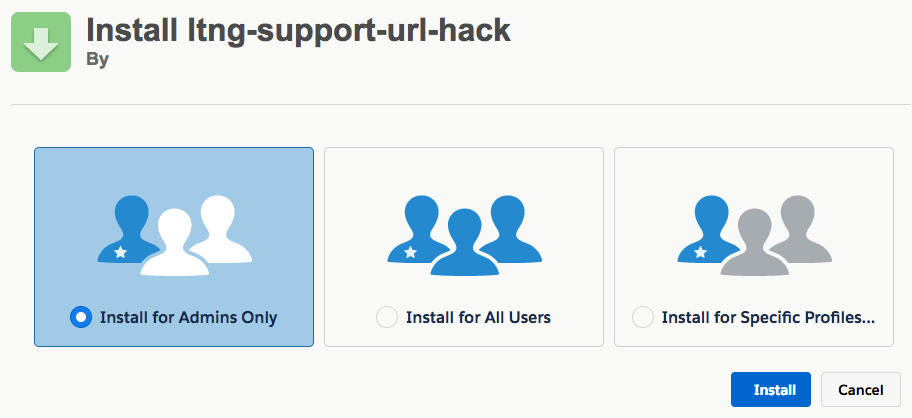 Install ltng-support-url-hack
By
Install for Admins Only
Install for All Users
Install for Specific Profiles...
Install
Cancel